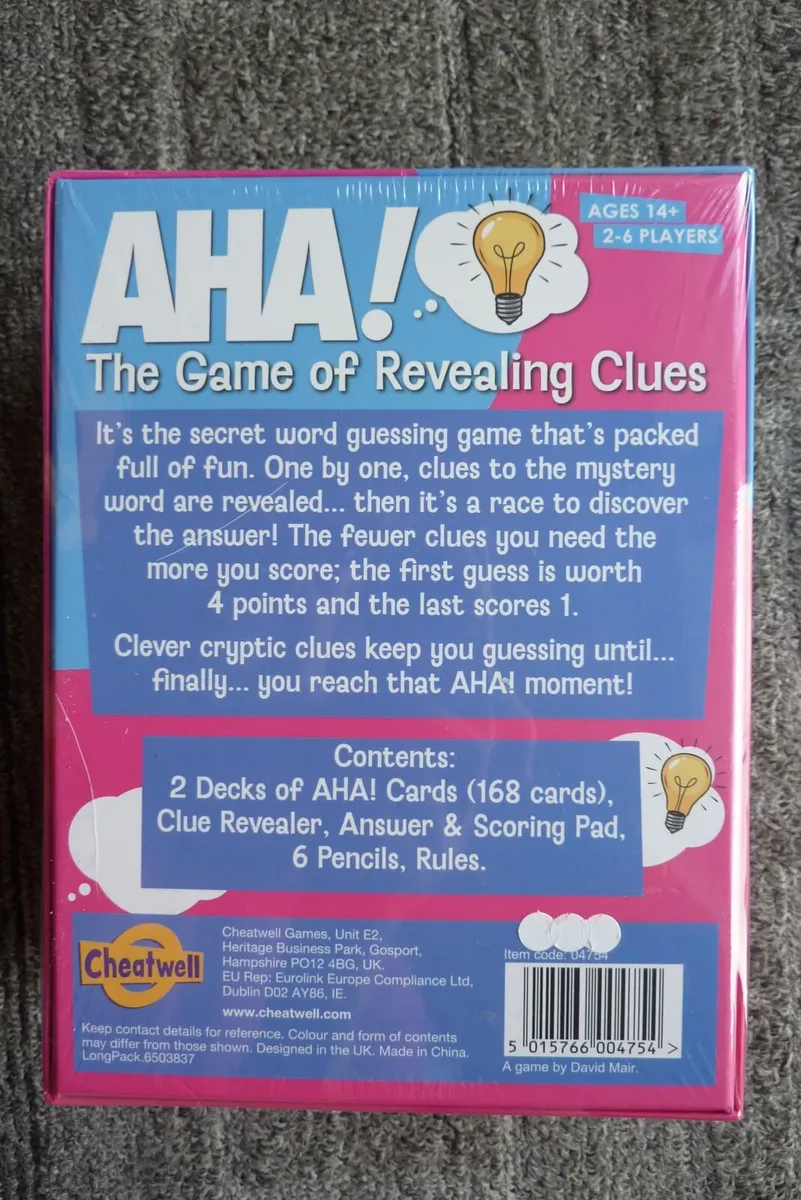 AHA!
AGES 14+
2-6 PLAYERS
The Game of Revealing Clues
It's the secret word guessing game that's packed
full of fun. One by one, clues to the mystery
word are revealed... then it's a race to discover
the answer! The fewer clues you need the
more you score; the first guess is worth
4 points and the last scores 1.
Clever cryptic clues keep you guessing until...
finally... you reach that AHA! moment!
Contents:
2 Decks of AHA! Cards (168 cards),
Clue Revealer, Answer & Scoring Pad,
6 Pencils, Rules.
Cheatwell
Cheatwell Games, Unit E2,
Heritage Business Park, Gosport,
Hampshire PO12 4BG, UK.
EU Rep: Eurolink Europe Compliance Ltd,
Dublin D02 AY86, IE.
www.cheatwell.com
Keep contact details for reference. Colour and form of contents
may differ from those shown. Designed in the UK. Made in China.
LongPack.6503837
Item code: 04754
5 015766 004754 >
A game by David Mair.